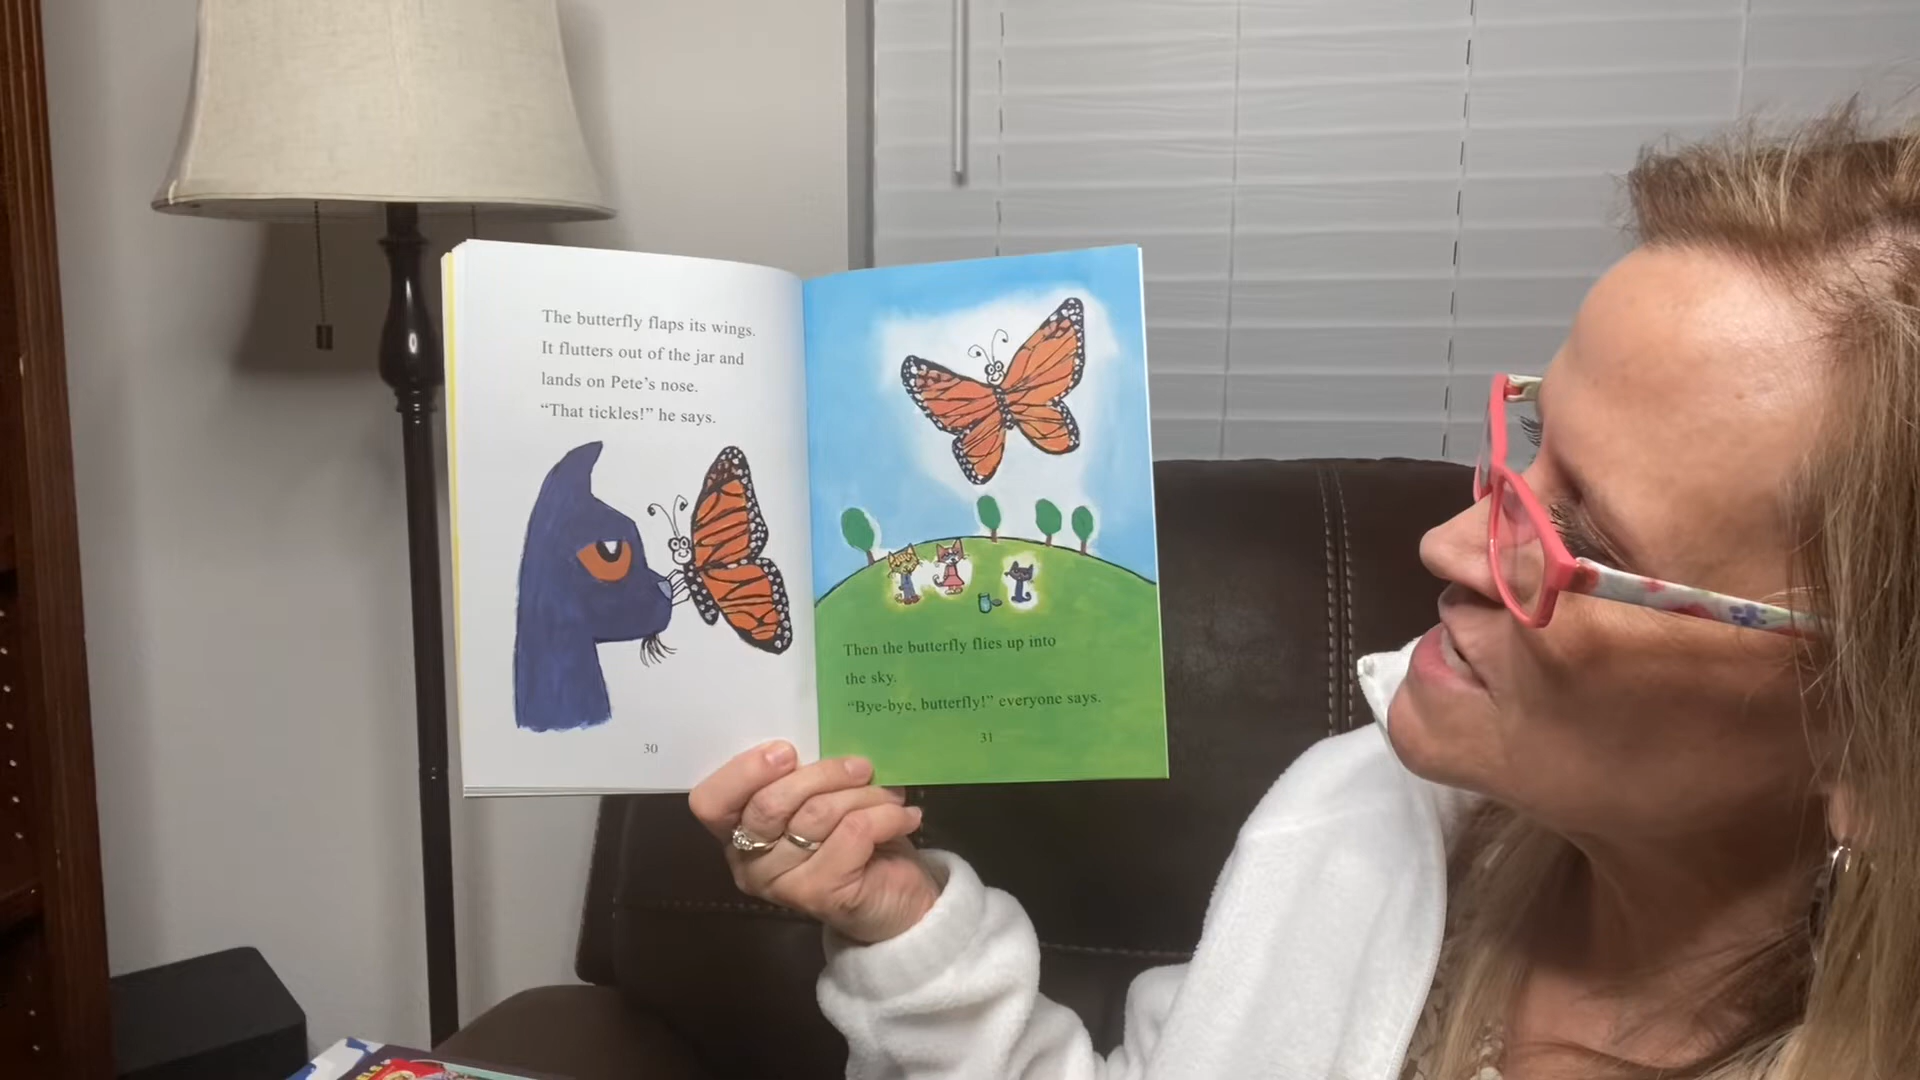 The butterfly flaps its wings.
It flutters out of the jar and
lands on Pete's nose.
“That tickles!” he says.
30
Then the butterfly flies up into
the sky.
“Bye-bye, butterfly!” everyone says.
31